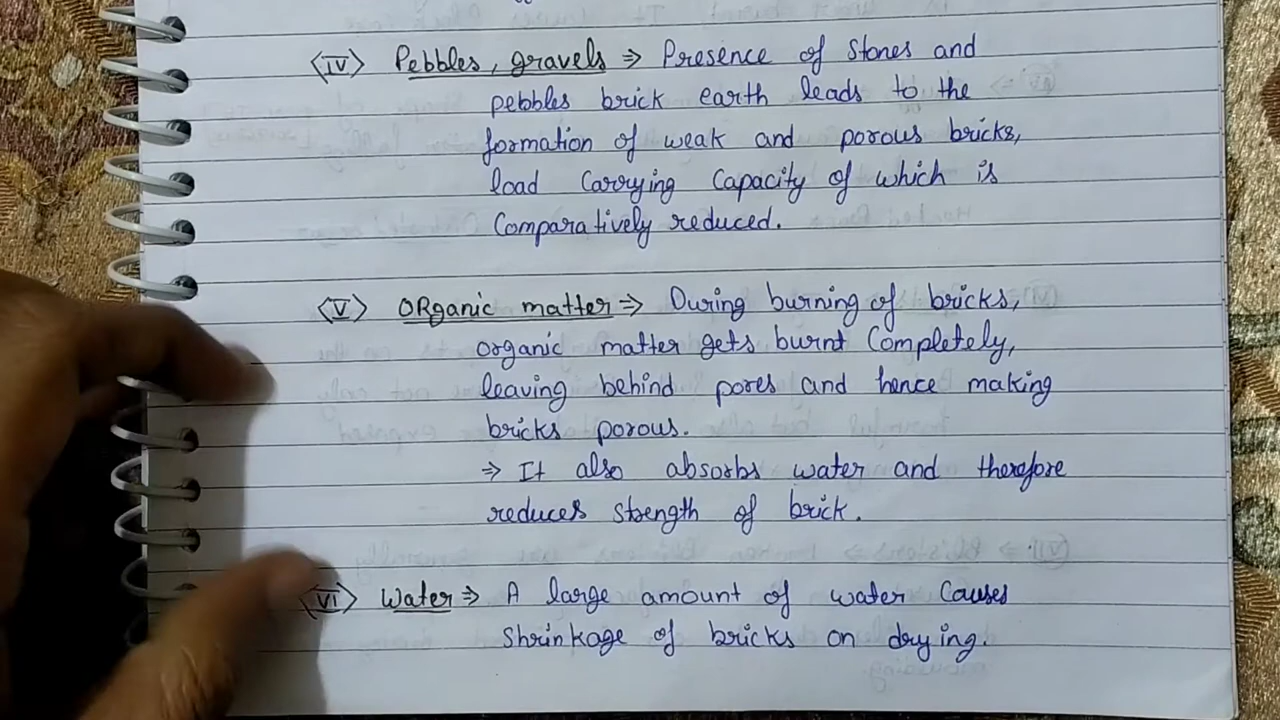 <IV> Pebbles, gravels ⇒ Presence of stones and
pebbles brick earth leads to the
formation of weak and porous bricks,
load Carrying Capacity of which is
Comparatively reduced.
<V> ORganic matter ⇒ During burning of bricks,
organic matter gets burnt Completely,
leaving behind pores and hence making
bricks porous.
⇒ It also absorbs water and therefore
reduces strength of brick.
<VI> Water ⇒ A large amount of water Causes
Shrinkage of bricks on drying.